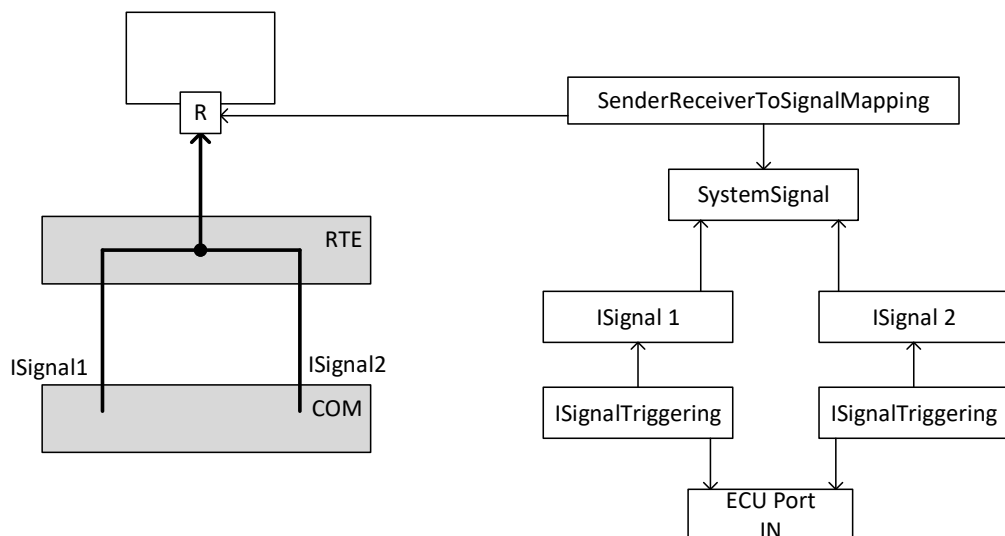 R
SenderReceiverToSignalMapping
SystemSignal
RTE
ISignal 1
ISignal 2
ISignal1
ISignal2
COM
ISignalTriggering
ISignalTriggering
ECU Port
IN